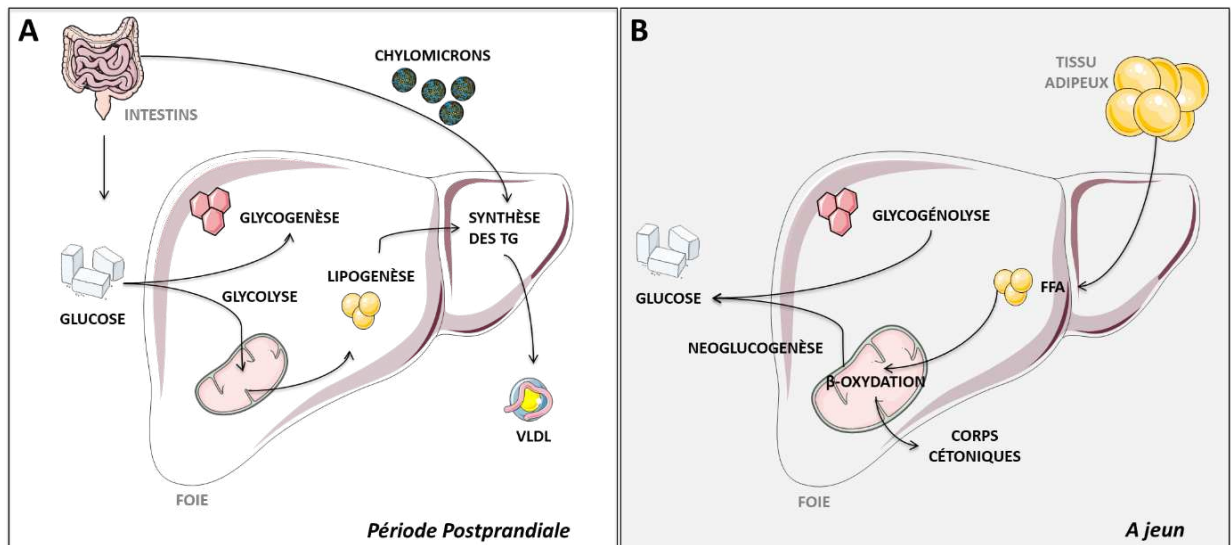 A
INTESTINS
CHYLOMICRONS
GLYCOGENÈSE
SYNTHÈSE
DES TG
LIPOGENÈSE
GLYCOLYSE
GLUCOSE
VLDL
FOIE
Période Postprandiale
B
TISSU
ADIPEUX
GLYCOGÉNOLYSE
FFA
GLUCOSE
NEOGLUCOGENÈSE
β-OXYDATION
CORPS
CÉTONIQUES
FOIE
A jeun